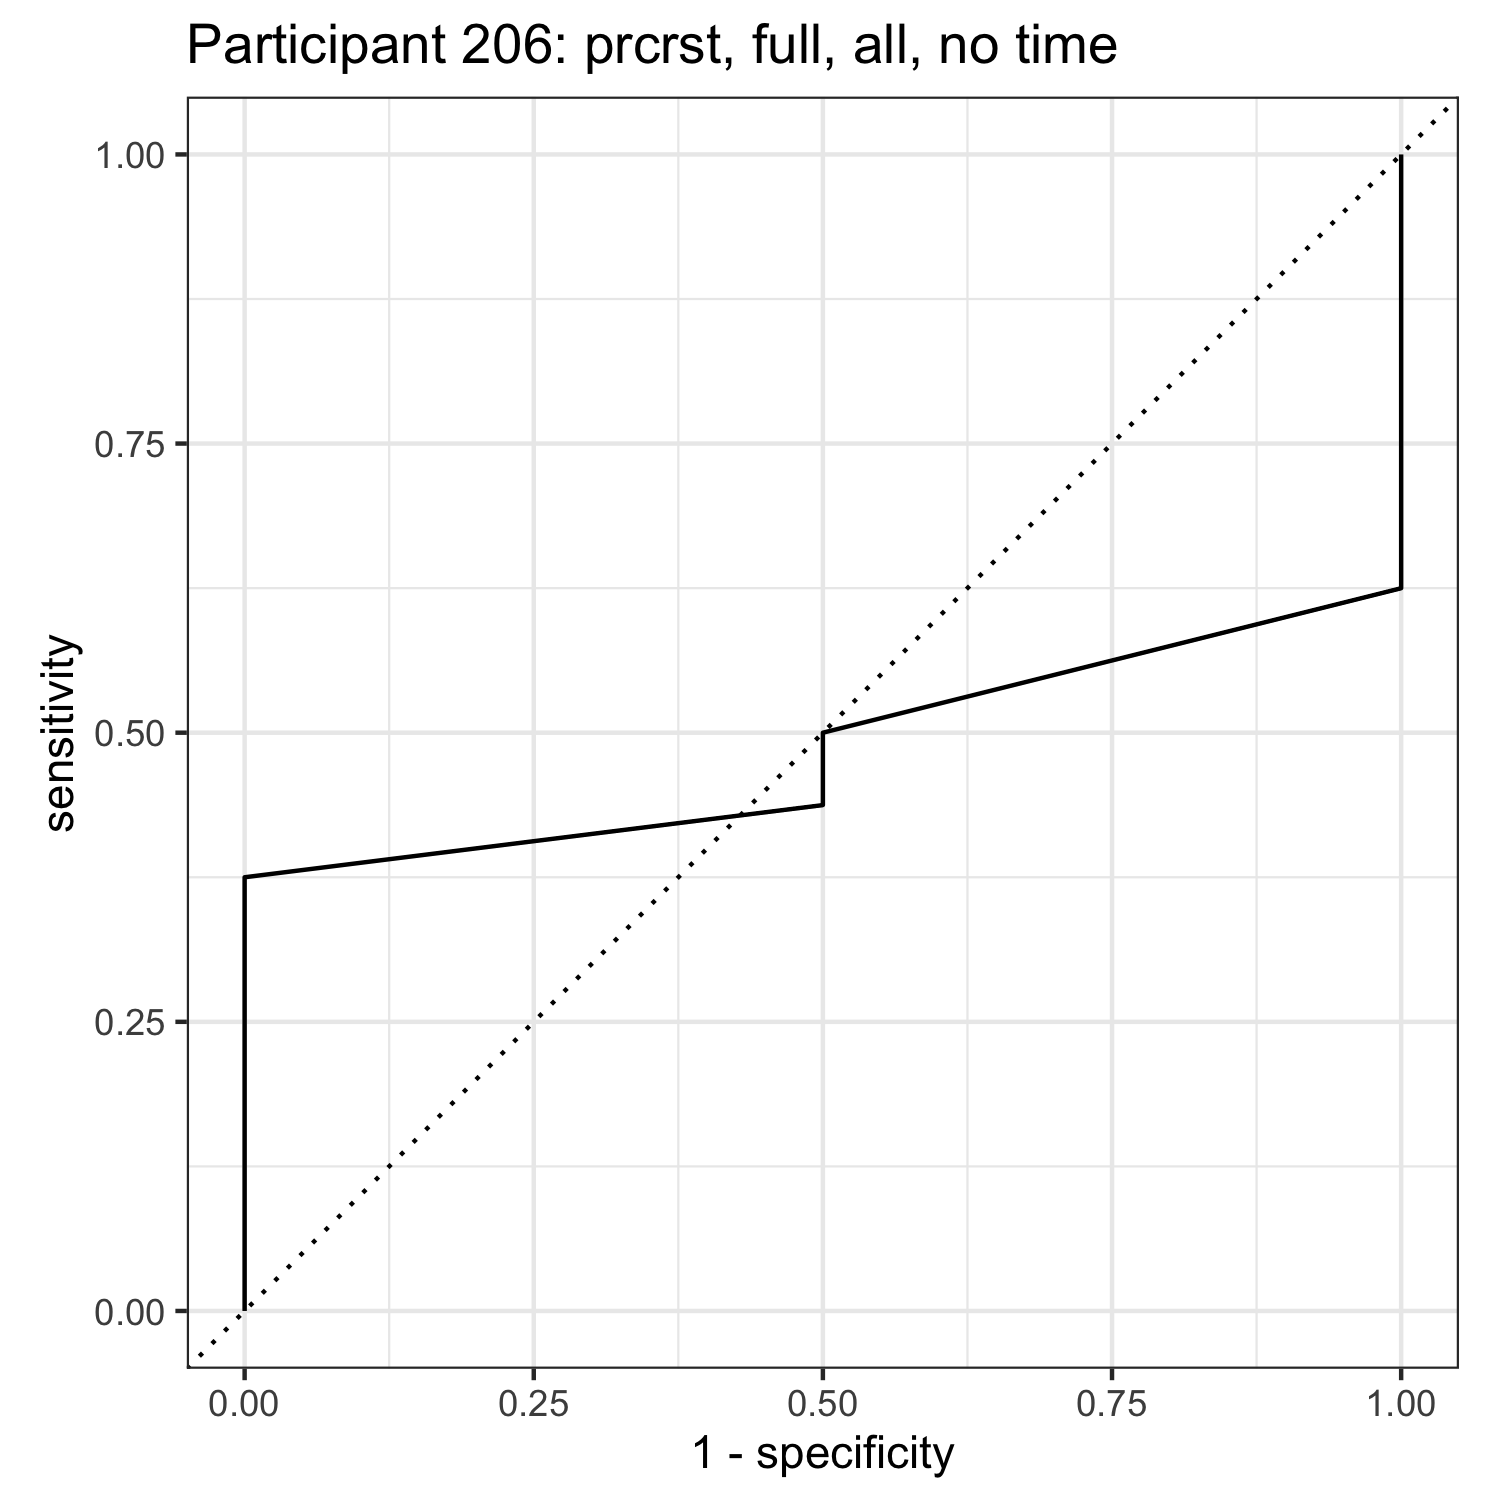 Participant 206: prcrst, full, all, no time
1.00
0.75
0.50
0.25
0.00
sensitivity
0.00 0.25 0.50 0.75 1.00
1 - specificity